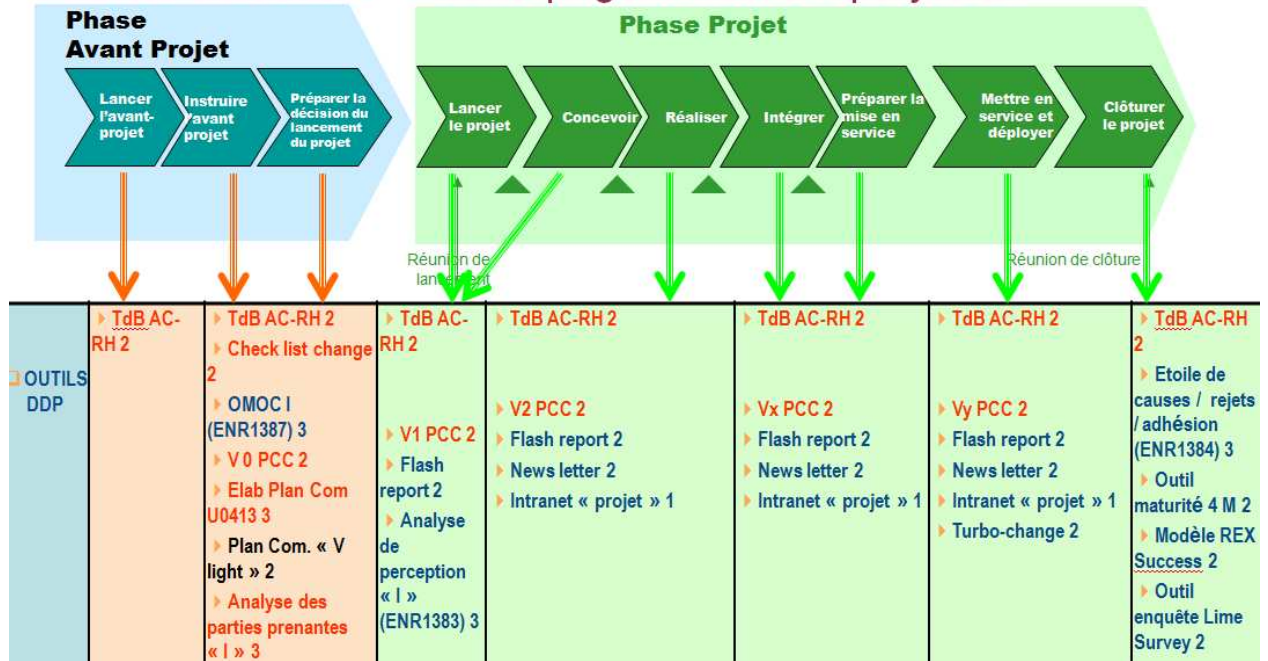 Phase
Avant Projet
Phase Projet
Lancer
l'avant-
projet
Instruire
l'avant
projet
Préparer la
décision du
lancement
du projet
Lancer
le projet
Concevoir
Réaliser
Intégrer
Préparer la
mise en
service
Mettre en
service et
déployer
Clôturer
le projet
Réunion de
lancement
Réunion de clôture
OUTILS
DDP
TdB AC-
RH 2
TdB AC-RH 2
Check list change
2
OMOC I
(ENR1387) 3
V 0 PCC 2
Elab Plan Com
U0413 3
Plan Com. « V
light » 2
Analyse des
parties prenantes
« I » 3
TdB AC-
RH 2
V1 PCC 2
Flash
report 2
Analyse
de
perception
« I »
(ENR1383) 3
TdB AC-RH 2
V2 PCC 2
Flash report 2
News letter 2
Intranet « projet » 1
TdB AC-RH 2
Vx PCC 2
Flash report 2
News letter 2
Intranet « projet » 1
TdB AC-RH 2
Vy PCC 2
Flash report 2
News letter 2
Intranet « projet » 1
Turbo-change 2
TdB AC-RH
2
Etoile de
causes / rejets
/ adhésion
(ENR1384) 3
Outil
maturité 4 M 2
Modèle REX
Success 2
Outil
enquête Lime
Survey 2